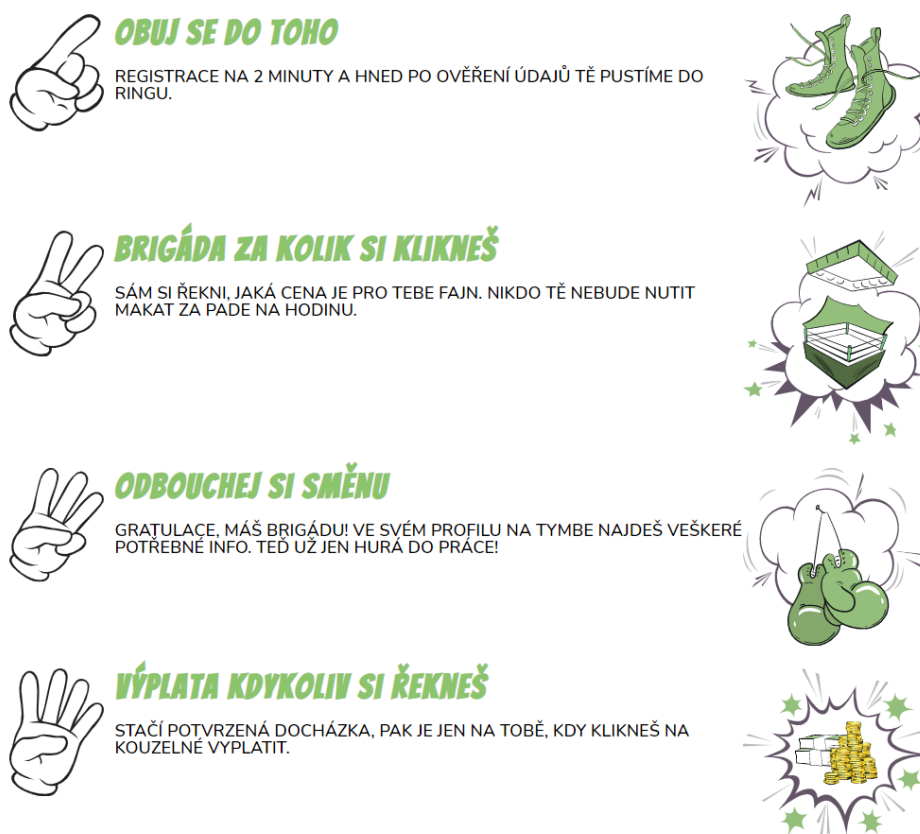 OBUJ SE DO TOHO
REGISTRACE NA 2 MINUTY A HNED PO OVĚŘENÍ ÚDAJŮ TĚ PUSTÍME DO
RINGU.
BRIGÁDA ZA KOLIK SI KLIKNEŠ
SÁM SI ŘEKNI, JAKÁ CENA JE PRO TEBE FAJN. NIKDO TĚ NEBUDE NUTIT
MAKAT ZA PADE NA HODINU.
ODBOUCHEJ SI SMĚNU
GRATULACE, MÁŠ BRIGÁDU! VE SVÉM PROFILU NA TYMBE NAJDEŠ VEŠKERÉ
POTŘEBNÉ INFO. TEĎ UŽ JEN HURÁ DO PRÁCE!
VÝPLATA KDYKOLIV SI ŘEKNEŠ
STAČÍ POTVRZENÁ DOCHÁZKA, PAK JE JEN NA TOBĚ, KDY KLIKNEŠ NA
KOUZELNÉ VYPLATIT.